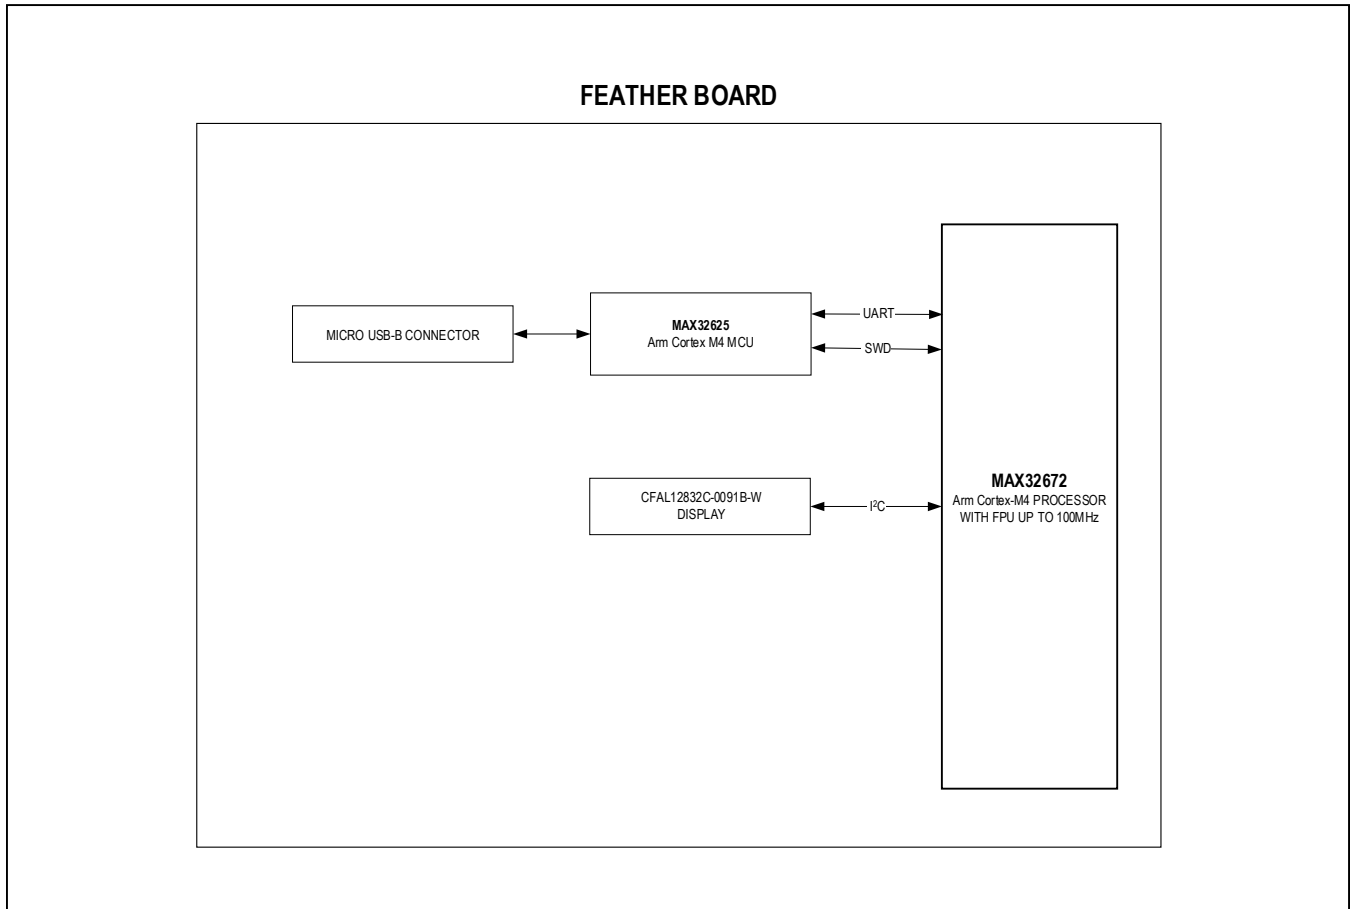 FEATHER BOARD
MICRO USB-B CONNECTOR
MAX32625
Arm Cortex M4 MCU
UART
SWD
CFAL12832C-0091B-W
DISPLAY
I²C
MAX32672
Arm Cortex-M4 PROCESSOR
WITH FPU UP TO 100MHz